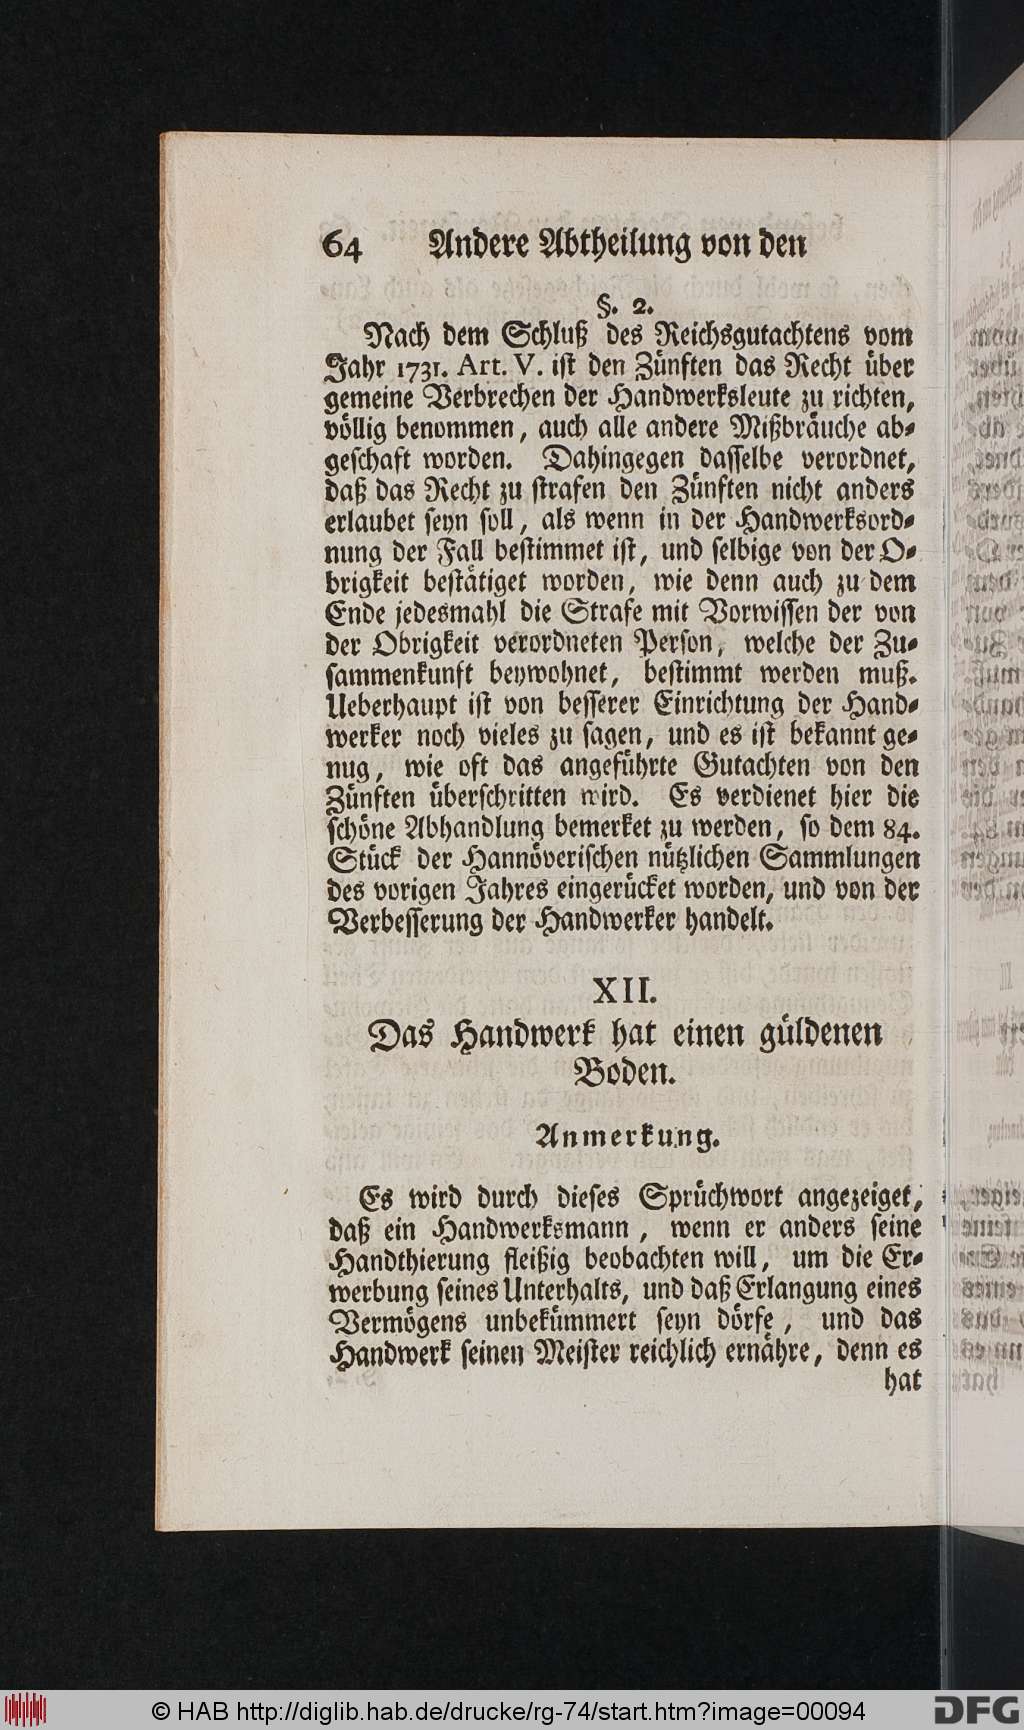 64 Andere Abtheilung von den
§. 2.
Nach dem Schluß des Reichsgutachtens vom
Jahr 1731. Art. V. ist den Zünften das Recht über
gemeine Verbrechen der Handwerksleute zu richten,
völlig benommen, auch alle andere Mißbräuche ab-
geschaft worden. Dahingegen dasselbe verordnet,
daß das Recht zu strafen den Zünften nicht anders
erlaubet seyn soll, als wenn in der Handwerksord-
nung der Fall bestimmet ist, und selbige von der O-
brigkeit bestätiget worden, wie denn auch zu dem
Ende jedesmahl die Strafe mit Vorwissen der von
der Obrigkeit verordneten Person, welche der Zu-
sammenkunft beywohnet, bestimmt werden muß.
Ueberhaupt ist von besserer Einrichtung der Hand-
werker noch vieles zu sagen, und es ist bekannt ge-
nug, wie oft das angeführte Gutachten von den
Zünften überschritten wird. Es verdienet hier die
schöne Abhandlung bemerket zu werden, so dem 84.
Stück der Hannöverischen nützlichen Sammlungen
des vorigen Jahres eingerücket worden, und von der
Verbesserung der Handwerker handelt.
XII.
Das Handwerk hat einen güldenen
Boden.
Anmerkung.
Es wird durch dieses Sprüchwort angezeiget,
daß ein Handwerksmann, wenn er anders seine
Handthierung fleißig beobachten will, um die Er-
werbung seines Unterhalts, und daß Erlangung eines
Vermögens unbekümmert seyn dörfe, und das
Handwerk seinen Meister reichlich ernähre, denn es
hat
© HAB http://diglib.hab.de/drucke/rg-74/start.htm?image=00094
DFG